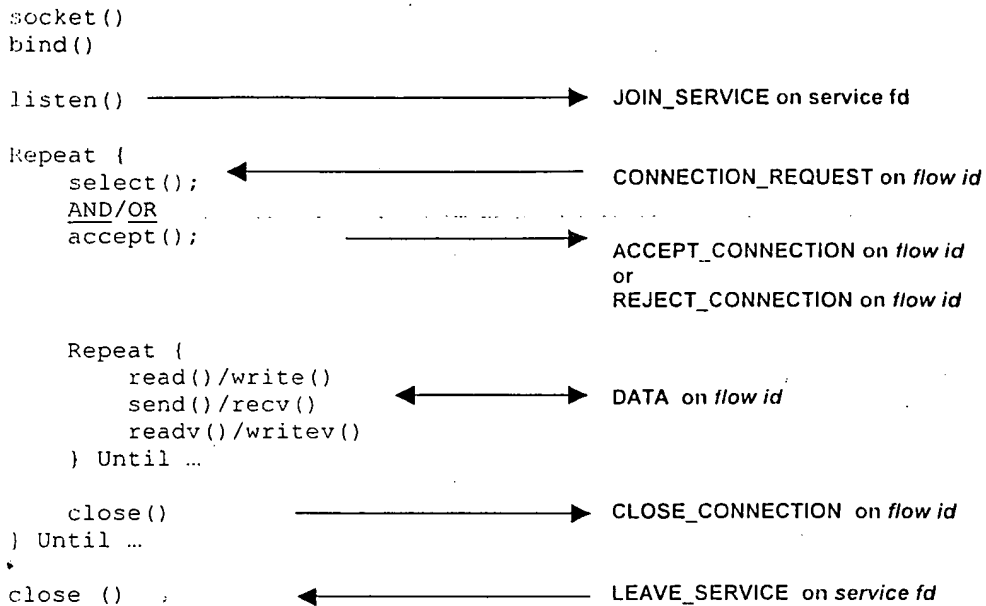 socket()
bind()
listen()
JOIN_SERVICE on service fd
Repeat {
select();
CONNECTION_REQUEST on flow id
AND/OR
accept();
ACCEPT_CONNECTION on flow id
or
REJECT_CONNECTION on flow id
Repeat {
read()/write()
send()/recv()
DATA on flow id
readv()/writev()
} Until …
close()
CLOSE_CONNECTION on flow id
} Until …
close ()
LEAVE_SERVICE on service fd